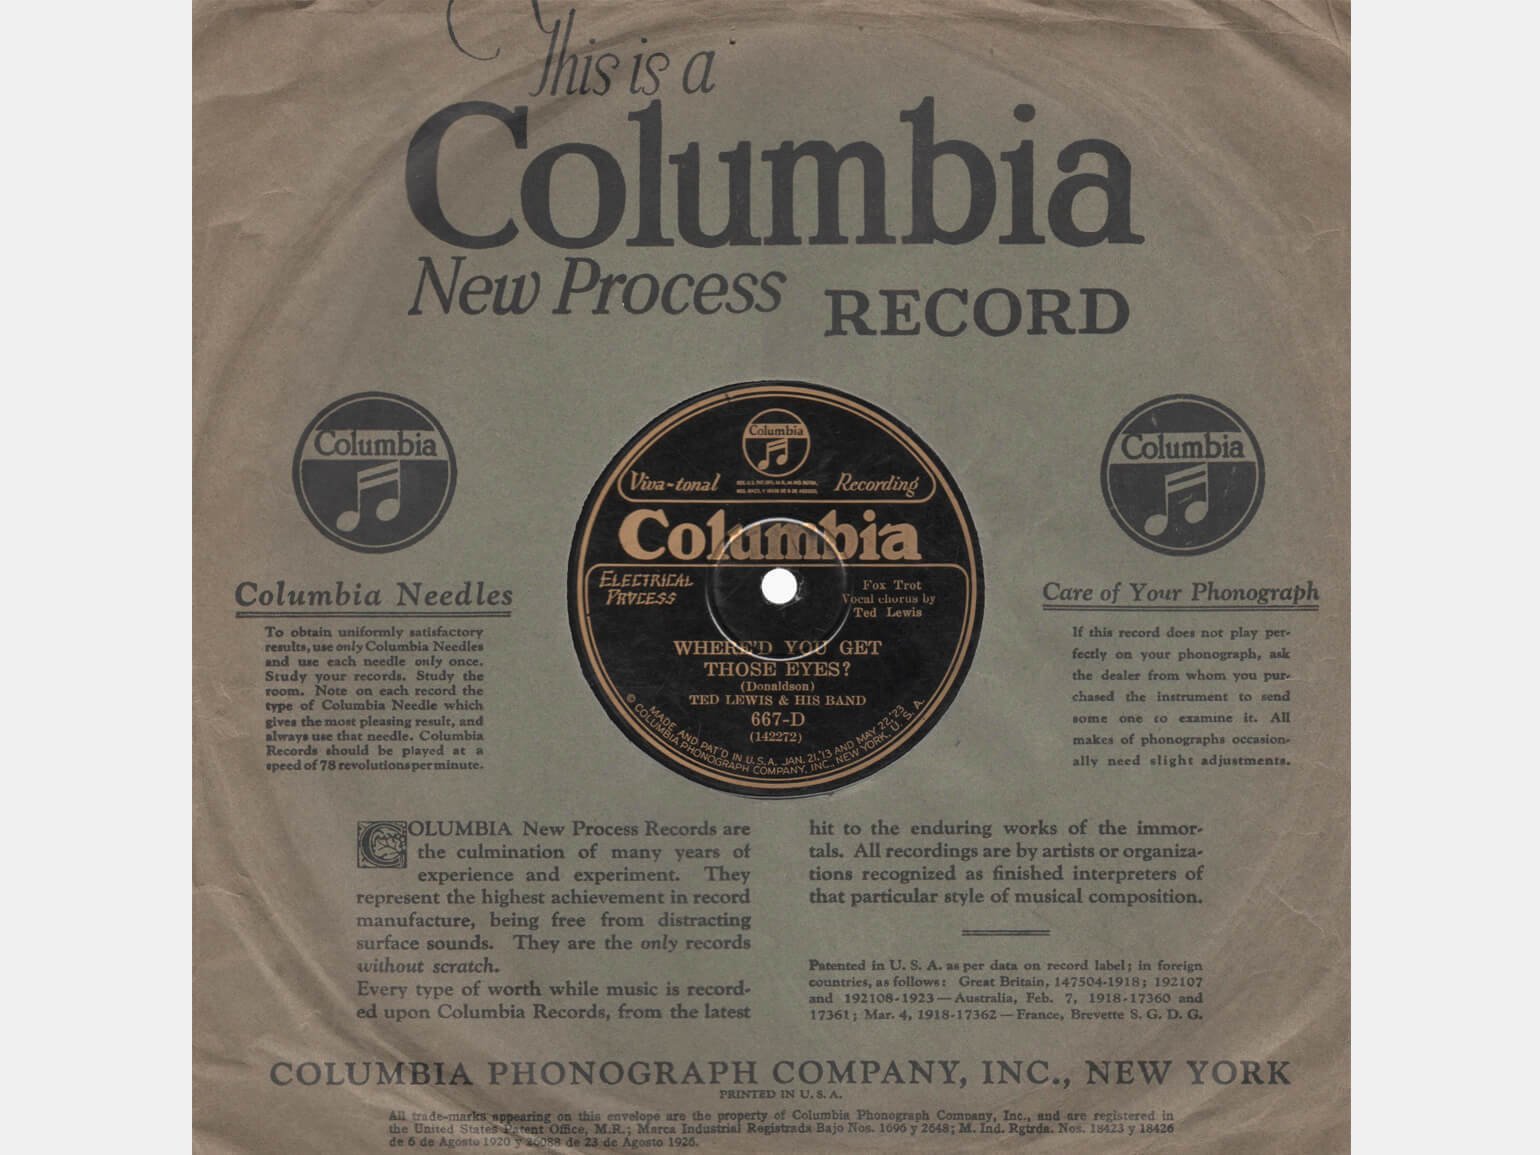 This is a
Columbia
New Process RECORD
Columbia
Columbia
Columbia
Viva-tonal Recording
Columbia
ELECTRICAL
PROCESS
Fox Trot
Vocal chorus by
Ted Lewis
WHERE'D YOU GET
THOSE EYES?
(Donaldson)
TED LEWIS & HIS BAND
667-D
(142272)
MADE AND PAT'D IN U.S.A. JAN. 21,'13 AND MAY 22,'23
© COLUMBIA PHONOGRAPH COMPANY, INC., NEW YORK, U. S. A.
Columbia Needles
To obtain uniformly satisfactory
results, use only Columbia Needles
and use each needle only once.
Study your records. Study the
room. Note on each record the
type of Columbia Needle which
gives the most pleasing result, and
always use that needle. Columbia
Records should be played at a
speed of 78 revolutions per minute.
Care of Your Phonograph
If this record does not play per-
fectly on your phonograph, ask
the dealer from whom you pur-
chased the instrument to send
some one to examine it. All
makes of phonographs occasion-
ally need slight adjustments.
COLUMBIA New Process Records are
the culmination of many years of
experience and experiment. They
represent the highest achievement in record
manufacture, being free from distracting
surface sounds. They are the only records
without scratch.
Every type of worth while music is record-
ed upon Columbia Records, from the latest
hit to the enduring works of the immor-
tals. All recordings are by artists or organiza-
tions recognized as finished interpreters of
that particular style of musical composition.
Patented in U. S. A. as per data on record label; in foreign
countries, as follows: Great Britain, 147504-1918; 192107
and 192108-1923—Australia, Feb. 7, 1918-17360 and
17361; Mar. 4, 1918-17362—France, Brevette S. G. D. G.
COLUMBIA PHONOGRAPH COMPANY, INC., NEW YORK
PRINTED IN U. S. A.
All trade-marks appearing on this envelope are the property of Columbia Phonograph Company, Inc., and are registered in
the United States Patent Office, M.R.; Marca Industrial Registrada Bajo Nos. 1696 y 2648; M. Ind. Rgtrda. Nos. 18423 y 18426
de 6 de Agosto 1920 y 26088 de 23 de Agosto 1926.